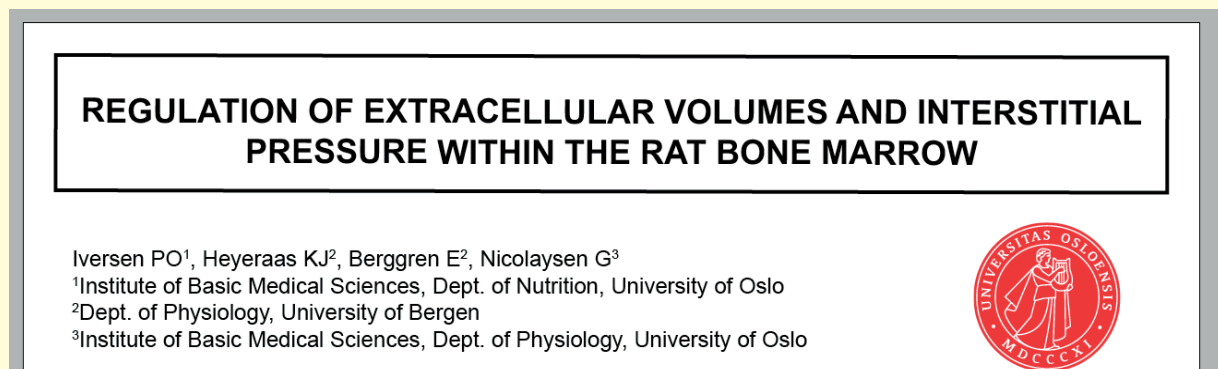 REGULATION OF EXTRACELLULAR VOLUMES AND INTERSTITIAL
PRESSURE WITHIN THE RAT BONE MARROW
Iversen PO¹, Heyeraas KJ², Berggren E², Nicolaysen G³
¹Institute of Basic Medical Sciences, Dept. of Nutrition, University of Oslo
²Dept. of Physiology, University of Bergen
³Institute of Basic Medical Sciences, Dept. of Physiology, University of Oslo
UNIVERSITAS OSLOENSIS
MDCCCXI